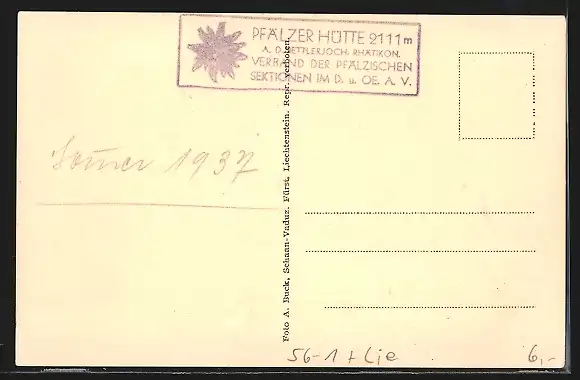 PFÄLZER HÜTTE 2111 m
A. D. BETTLERJOCH. RHÄTIKON.
VERBAND DER PFÄLZISCHEN
SEKTIONEN IM D. u. OE. A. V.
Somer 1937
Foto A. Buck, Schaan-Vaduz. Fürst. Liechtenstein. Repr. verboten.
56-1 + Lie
6,-